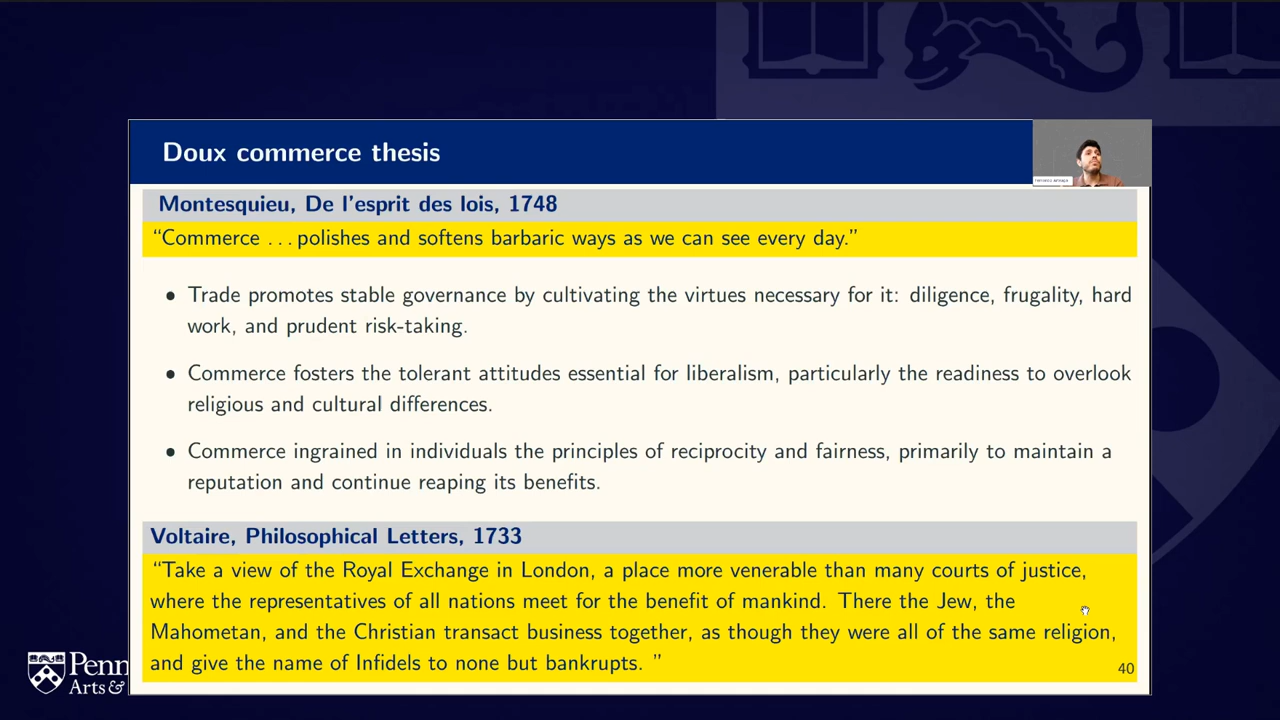 Doux commerce thesis
Montesquieu, De l'esprit des lois, 1748
“Commerce ... polishes and softens barbaric ways as we can see every day.”
• Trade promotes stable governance by cultivating the virtues necessary for it: diligence, frugality, hard
work, and prudent risk-taking.
• Commerce fosters the tolerant attitudes essential for liberalism, particularly the readiness to overlook
religious and cultural differences.
• Commerce ingrained in individuals the principles of reciprocity and fairness, primarily to maintain a
reputation and continue reaping its benefits.
Voltaire, Philosophical Letters, 1733
“Take a view of the Royal Exchange in London, a place more venerable than many courts of justice,
where the representatives of all nations meet for the benefit of mankind. There the Jew, the
Mahometan, and the Christian transact business together, as though they were all of the same religion,
and give the name of Infidels to none but bankrupts. ”
40
Penn
Arts &